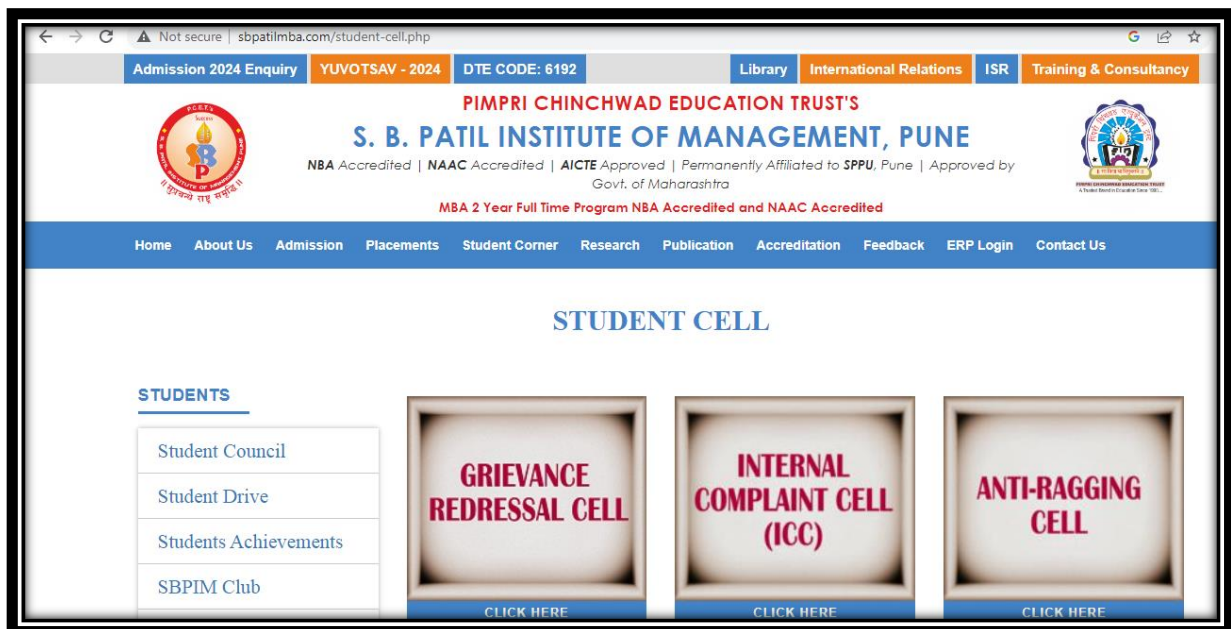 Not secure | sbpatilmba.com/student-cell.php
Admission 2024 Enquiry YUVOTSAV - 2024 DTE CODE: 6192 Library International Relations ISR Training & Consultancy
PIMPRI CHINCHWAD EDUCATION TRUST'S
S. B. PATIL INSTITUTE OF MANAGEMENT, PUNE
NBA Accredited | NAAC Accredited | AICTE Approved | Permanently Affiliated to SPPU, Pune | Approved by
Govt. of Maharashtra
MBA 2 Year Full Time Program NBA Accredited and NAAC Accredited
P.C.E.T.'s
SBP
PIMPRI CHINCHWAD EDUCATION TRUST
Home About Us Admission Placements Student Corner Research Publication Accreditation Feedback ERP Login Contact Us
STUDENT CELL
STUDENTS
Student Council
Student Drive
Students Achievements
SBPIM Club
GRIEVANCE
REDRESSAL CELL
CLICK HERE
INTERNAL
COMPLAINT CELL
(ICC)
CLICK HERE
ANTI-RAGGING
CELL
CLICK HERE